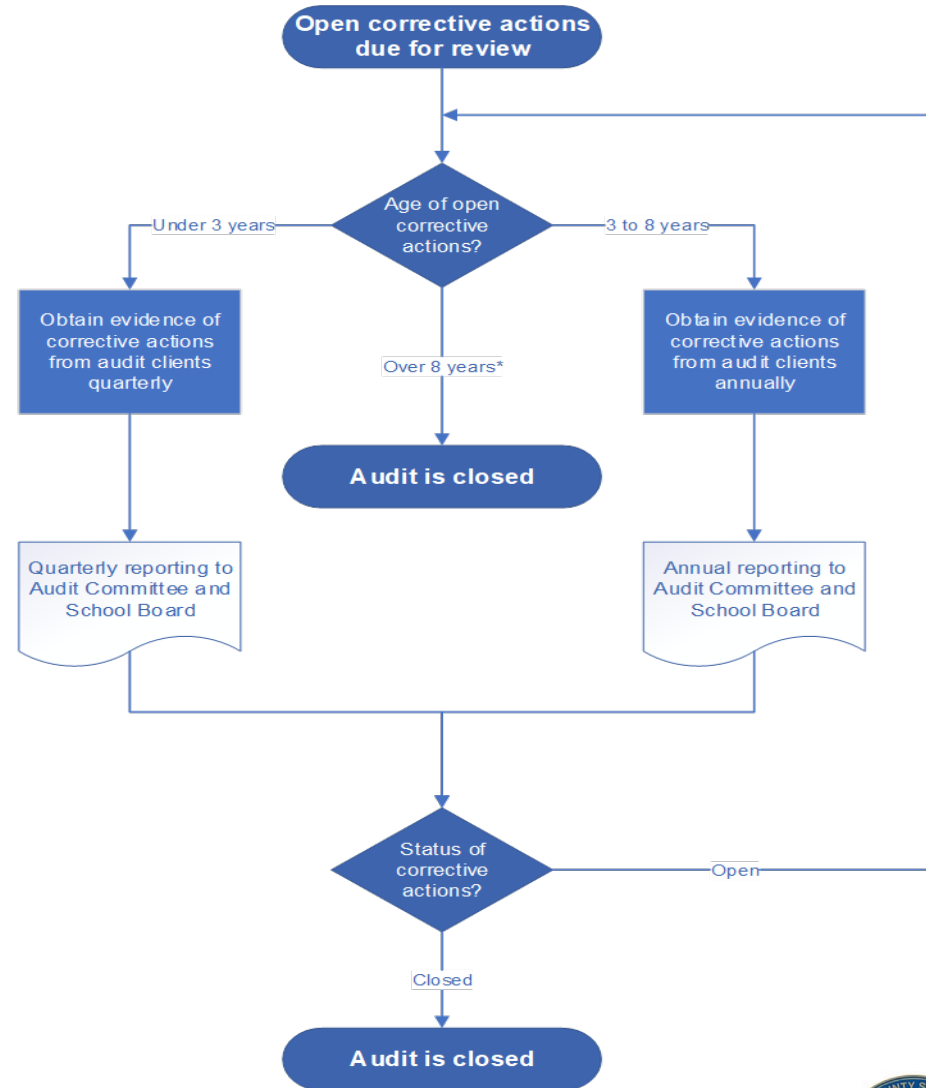 Open corrective actions
due for review
Age of open
corrective
actions?
Under 3 years
3 to 8 years
Obtain evidence of
corrective actions
from audit clients
quarterly
Over 8 years*
Obtain evidence of
corrective actions
from audit clients
annually
Audit is closed
Quarterly reporting to
Audit Committee and
School Board
Annual reporting to
Audit Committee and
School Board
Status of
corrective
actions?
Open
Closed
Audit is closed